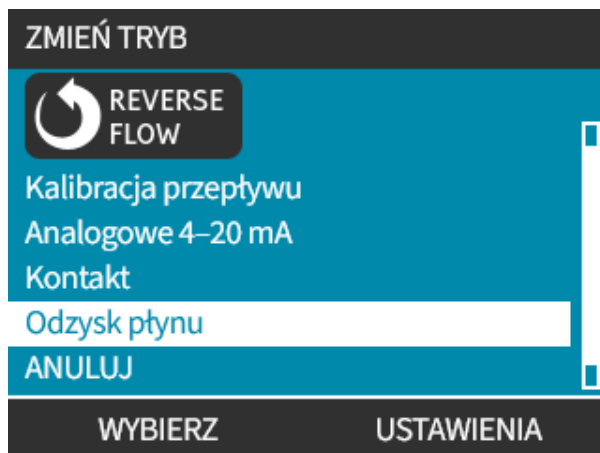 ZMIEŃ TRYB
REVERSE
FLOW
Kalibracja przepływu
Analogowe 4–20 mA
Kontakt
Odzysk płynu
ANULUJ
WYBIERZ USTAWIENIA